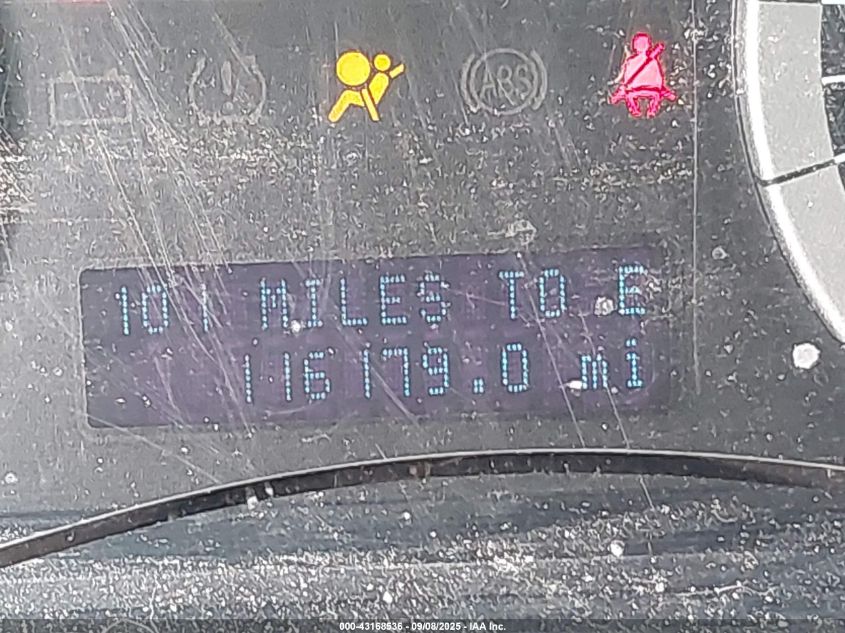 ABS
101 MILES TO E
116179.0 mi
000-43168536 - 09/08/2025 - IAA Inc.